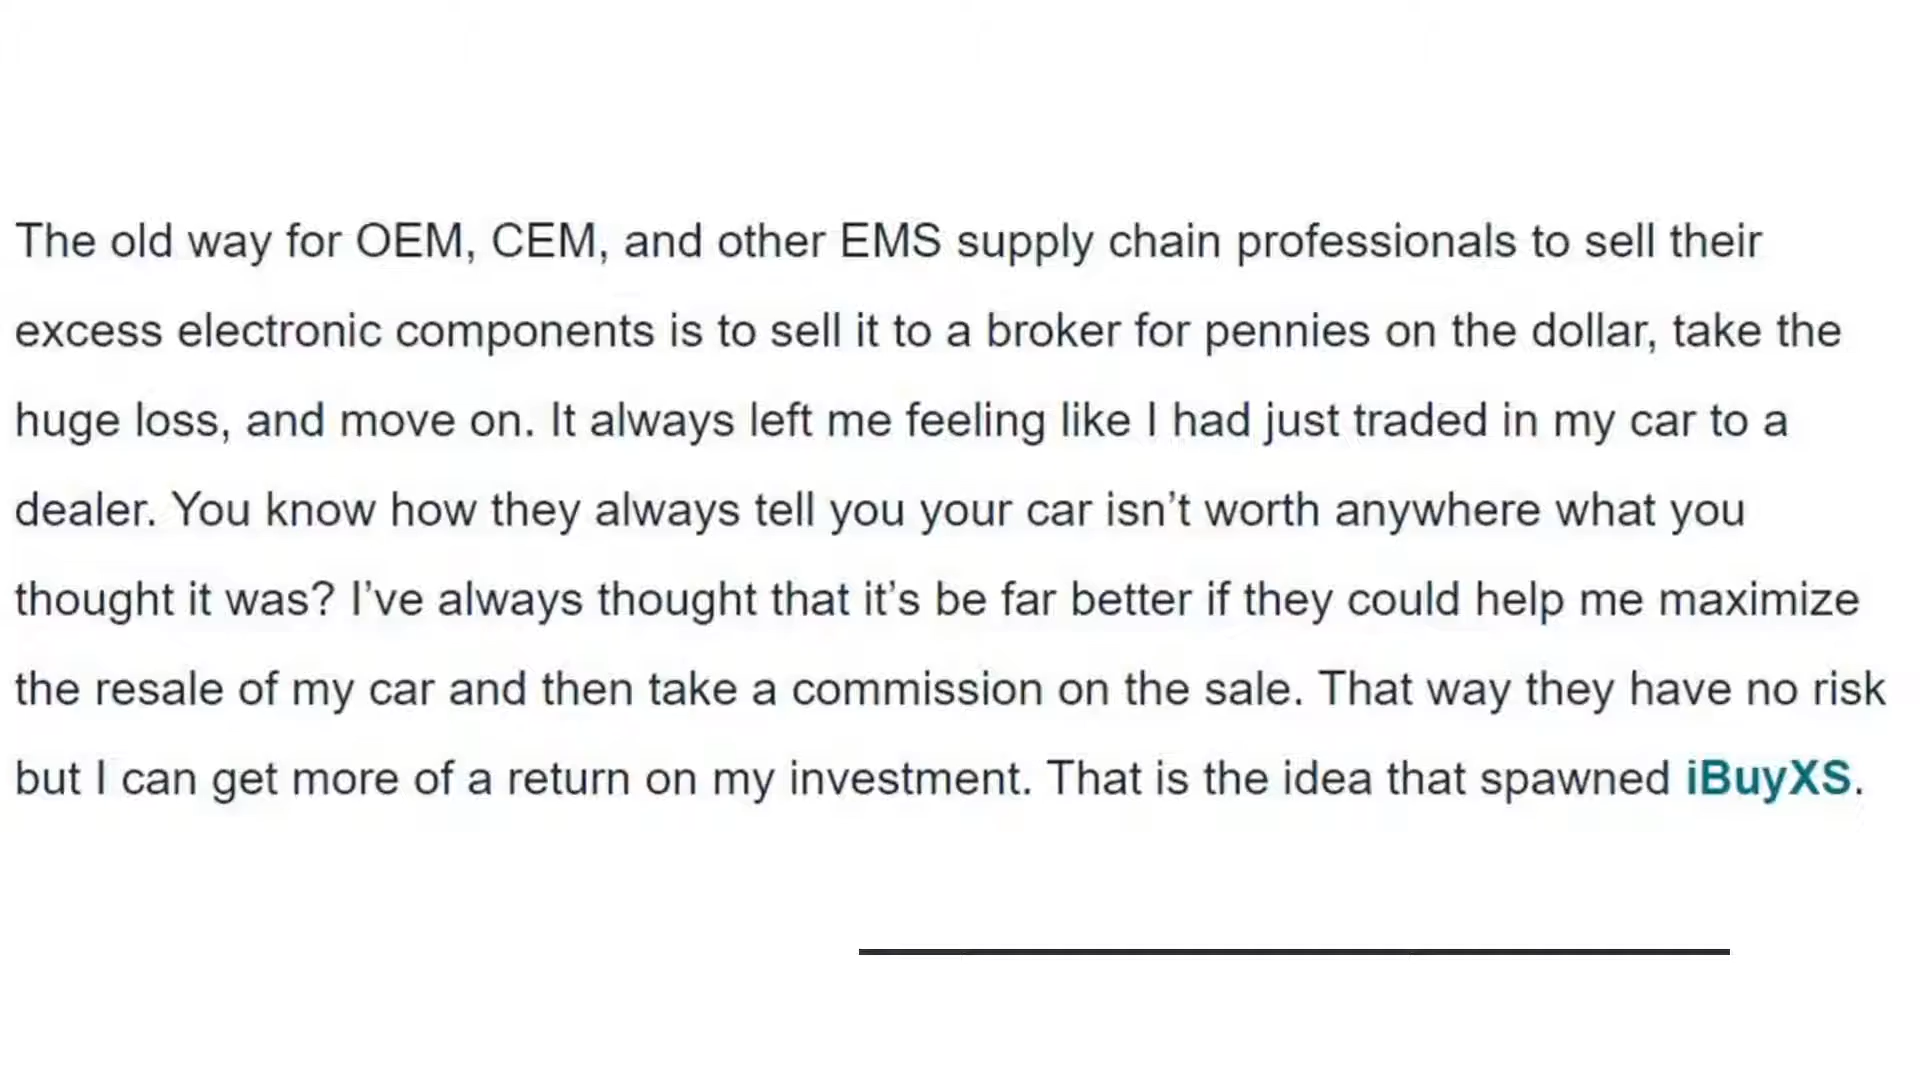 The old way for OEM, CEM, and other EMS supply chain professionals to sell their
excess electronic components is to sell it to a broker for pennies on the dollar, take the
huge loss, and move on. It always left me feeling like I had just traded in my car to a
dealer. You know how they always tell you your car isn’t worth anywhere what you
thought it was? I’ve always thought that it’s be far better if they could help me maximize
the resale of my car and then take a commission on the sale. That way they have no risk
but I can get more of a return on my investment. That is the idea that spawned iBuyXS.